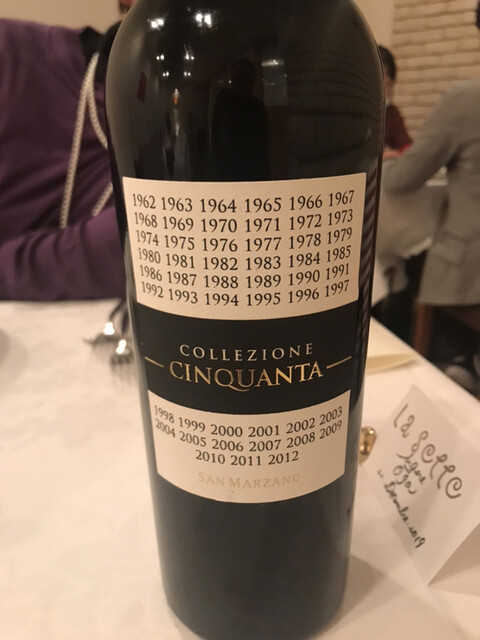 1962 1963 1964 1965 1966 1967
1968 1969 1970 1971 1972 1973
1974 1975 1976 1977 1978 1979
1980 1981 1982 1983 1984 1985
1986 1987 1988 1989 1990 1991
1992 1993 1994 1995 1996 1997
COLLEZIONE
CINQUANTA
1998 1999 2000 2001 2002 2003
2004 2005 2006 2007 2008 2009
2010 2011 2012
SAN MARZANO
La